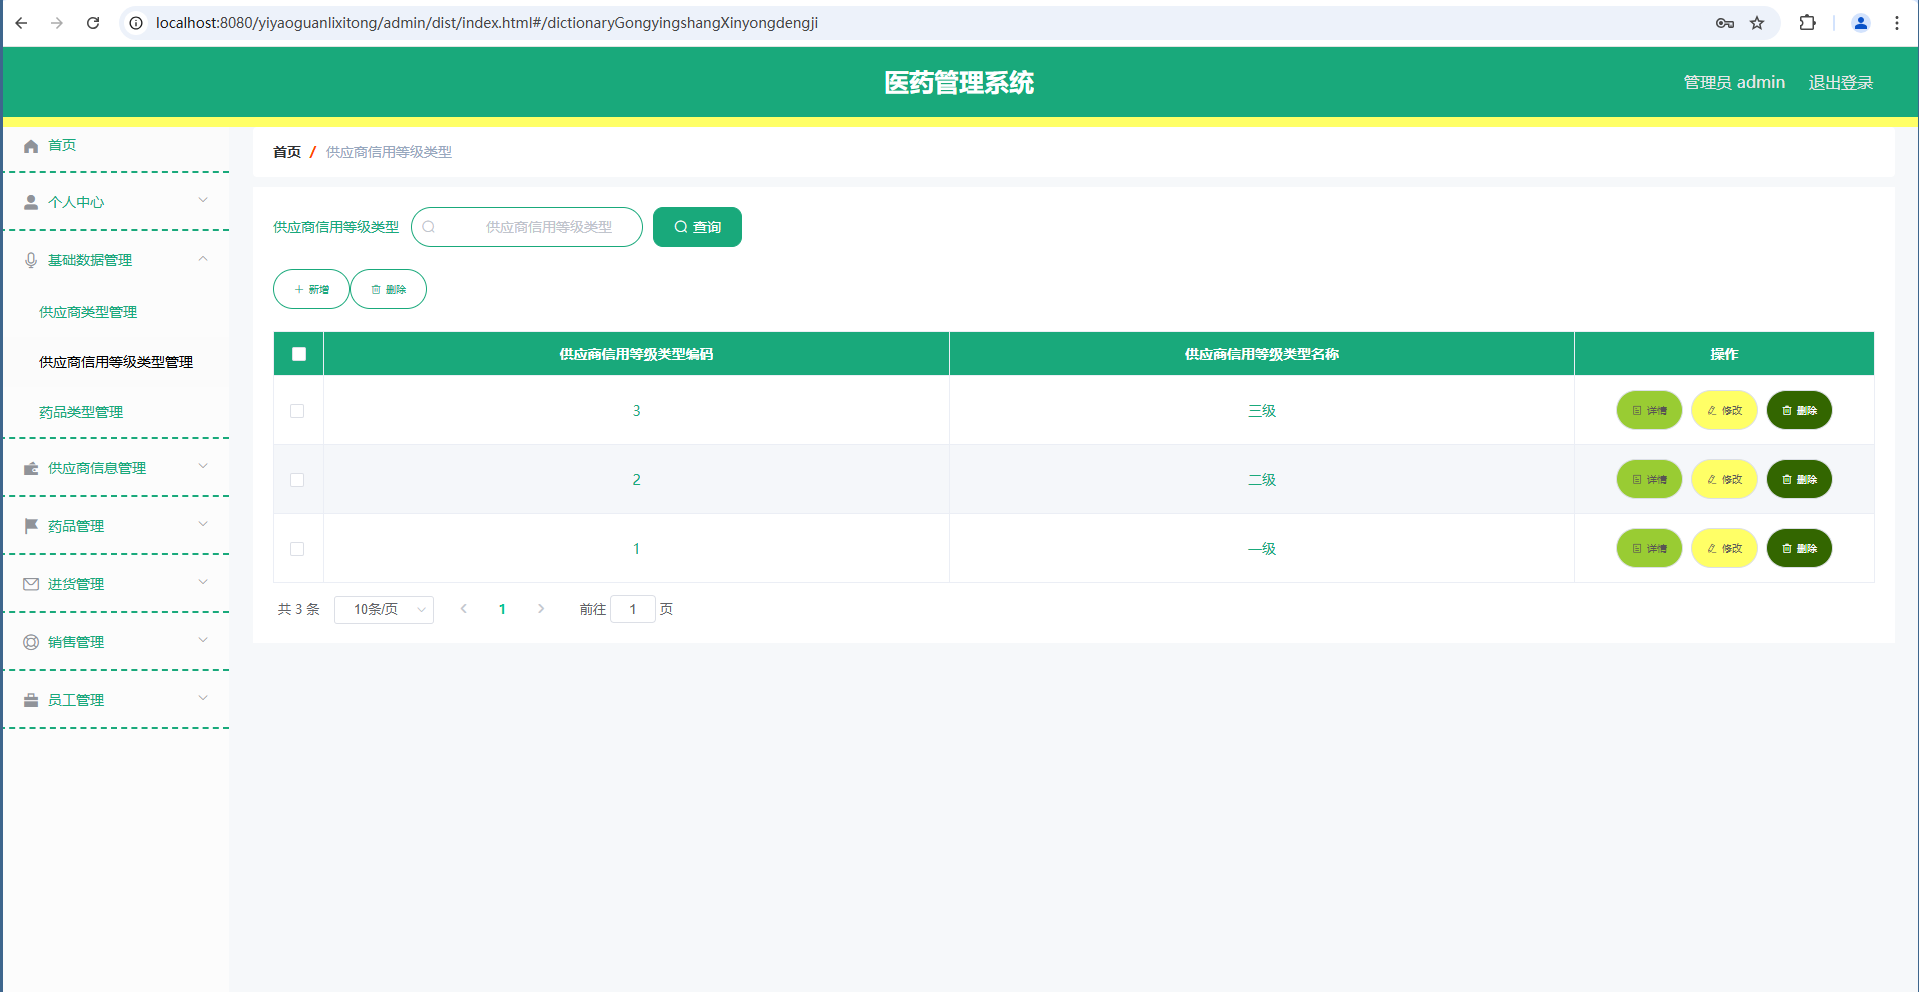 localhost:8080/yiyaoguanlixitong/admin/dist/index.html#/dictionaryGongyingshangXinyongdengji
医药管理系统
管理员 admin 退出登录
首页
个人中心
基础数据管理
供应商类型管理
供应商信用等级类型管理
药品类型管理
供应商信息管理
药品管理
进货管理
销售管理
员工管理
首页 / 供应商信用等级类型
供应商信用等级类型 供应商信用等级类型 查询
新增 删除
供应商信用等级类型编码 供应商信用等级类型名称 操作
3 三级 详情 修改 删除
2 二级 详情 修改 删除
1 一级 详情 修改 删除
共 3 条 10条/页 1 前往 1 页